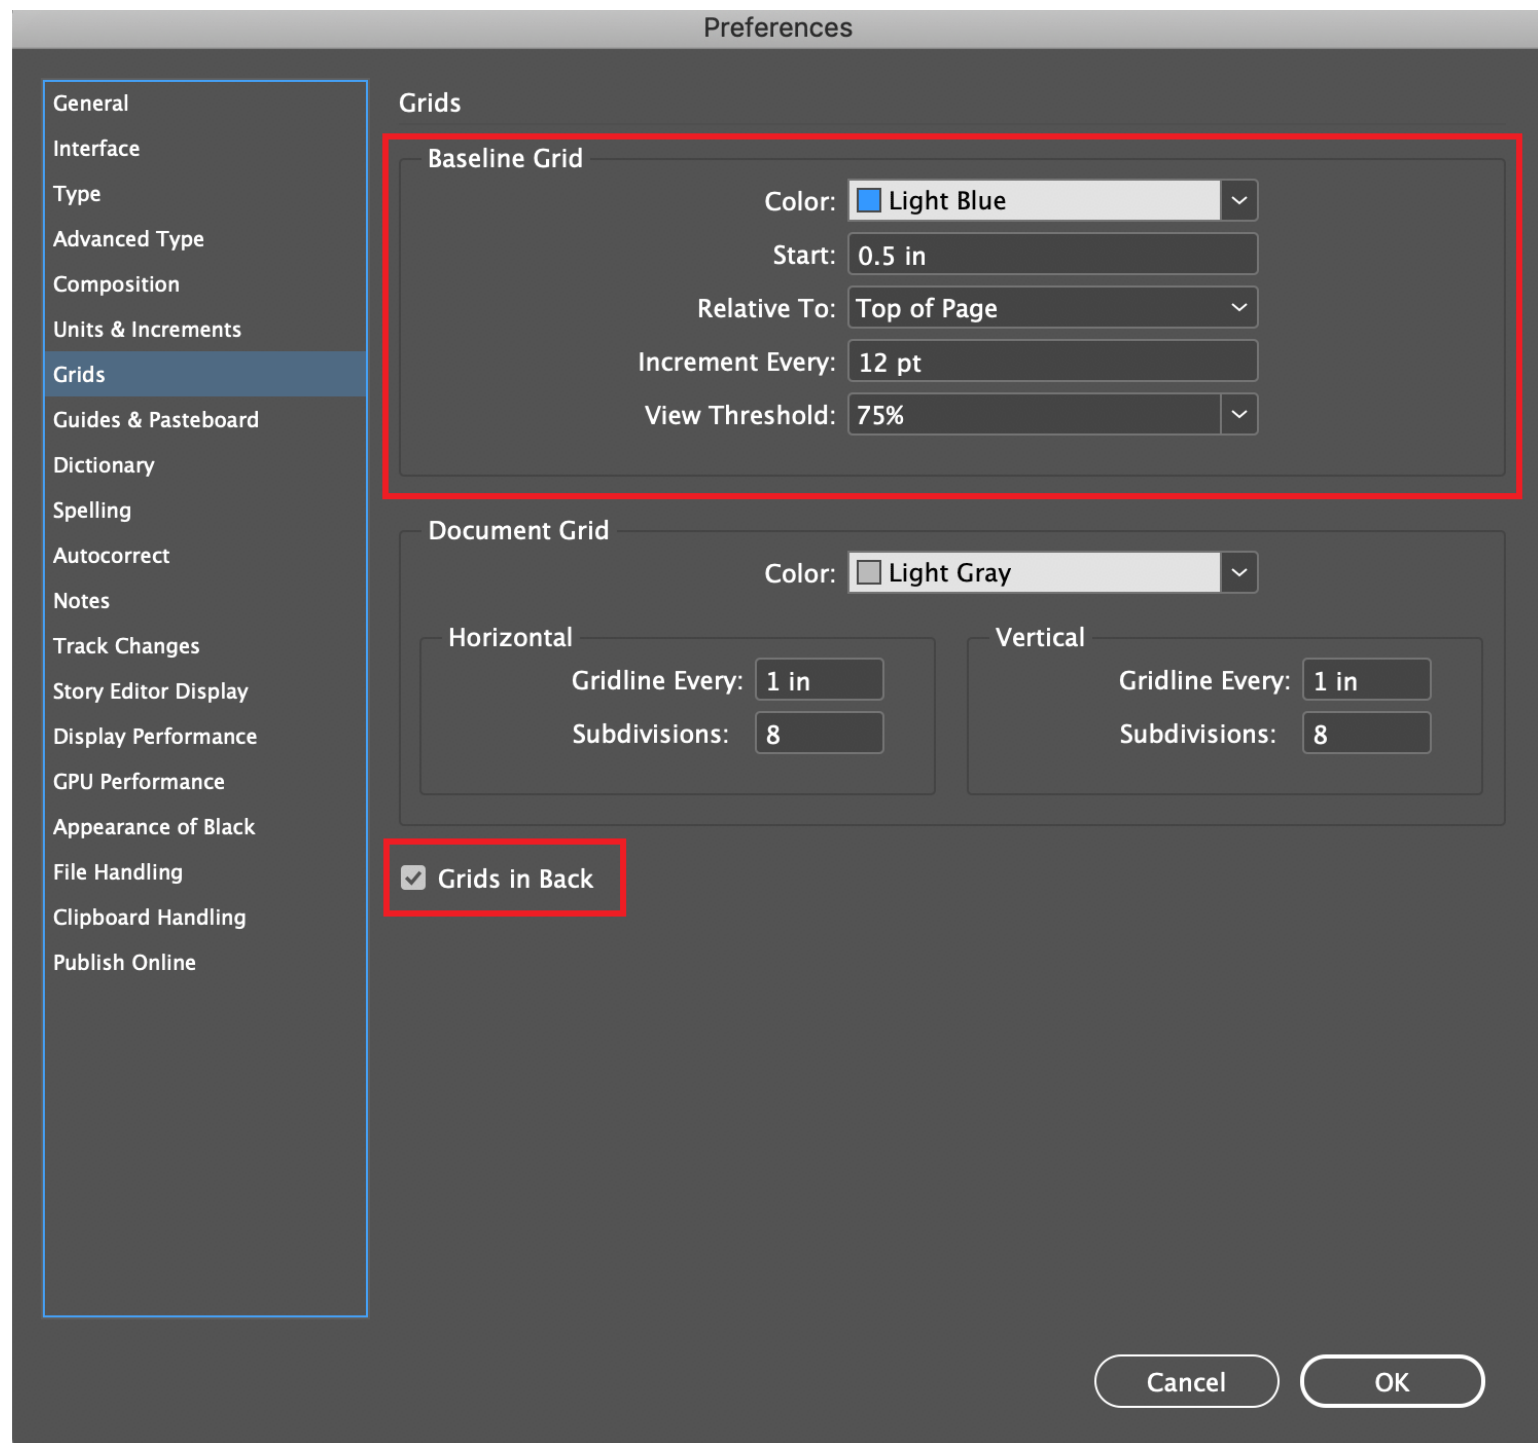 Preferences
General
Interface
Type
Advanced Type
Composition
Units & Increments
Grids
Guides & Pasteboard
Dictionary
Spelling
Autocorrect
Notes
Track Changes
Story Editor Display
Display Performance
GPU Performance
Appearance of Black
File Handling
Clipboard Handling
Publish Online
Grids
Baseline Grid
Color: Light Blue
Start: 0.5 in
Relative To: Top of Page
Increment Every: 12 pt
View Threshold: 75%
Document Grid
Color: Light Gray
Horizontal
Gridline Every: 1 in
Subdivisions: 8
Vertical
Gridline Every: 1 in
Subdivisions: 8
Grids in Back
Cancel
OK